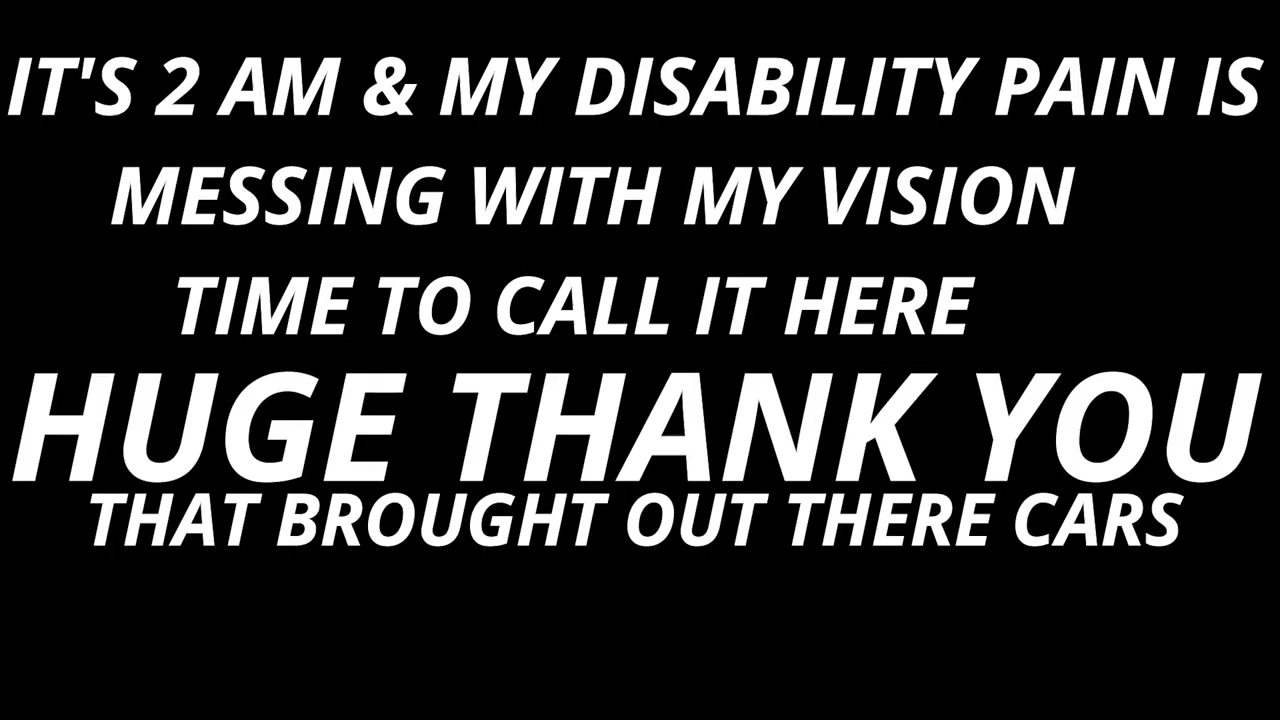 IT'S 2 AM & MY DISABILITY PAIN IS
MESSING WITH MY VISION
TIME TO CALL IT HERE
HUGE THANK YOU
THAT BROUGHT OUT THERE CARS